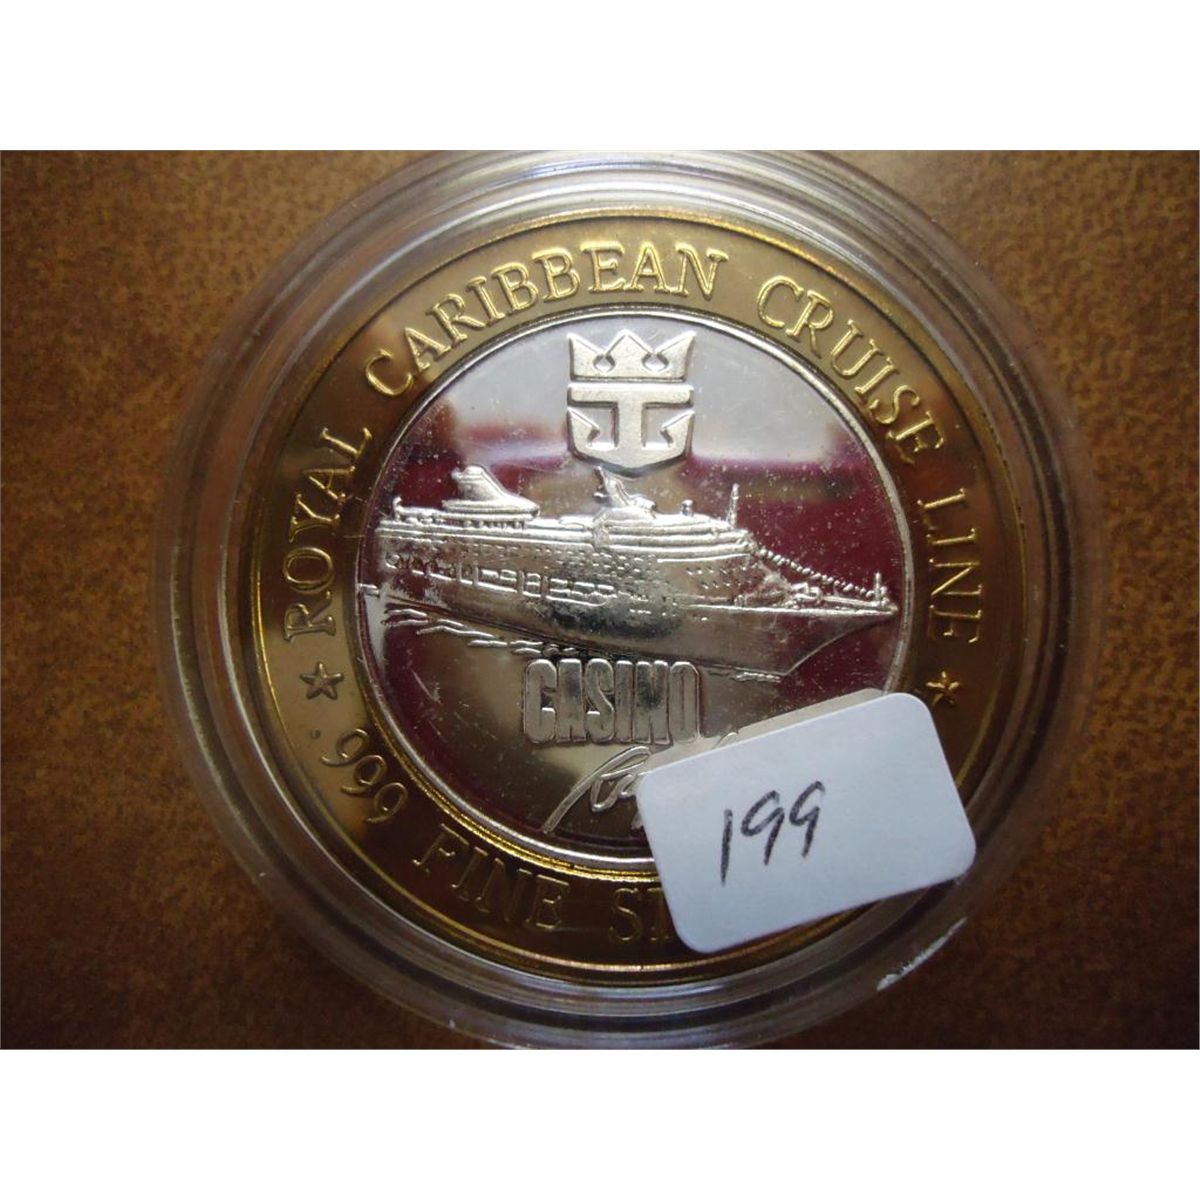 ROYAL CARIBBEAN CRUISE LINE
CASINO
.999 FINE
199